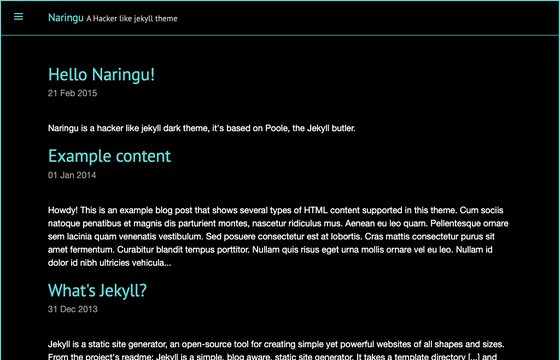 Naringu A Hacker like jekyll theme
Hello Naringu!
21 Feb 2015
Naringu is a hacker like jekyll dark theme, it's based on Poole, the Jekyll butler.
Example content
01 Jan 2014
Howdy! This is an example blog post that shows several types of HTML content supported in this theme. Cum sociis
natoque penatibus et magnis dis parturient montes, nascetur ridiculus mus. Aenean eu leo quam. Pellentesque ornare
sem lacinia quam venenatis vestibulum. Sed posuere consectetur est at lobortis. Cras mattis consectetur purus sit
amet fermentum. Curabitur blandit tempus porttitor. Nullam quis risus eget urna mollis ornare vel eu leo. Nullam id
dolor id nibh ultricies vehicula...
What's Jekyll?
31 Dec 2013
Jekyll is a static site generator, an open-source tool for creating simple yet powerful websites of all shapes and sizes.
From the project's readme: Jekyll is a simple, blog aware, static site generator. It takes a template directory [...] and